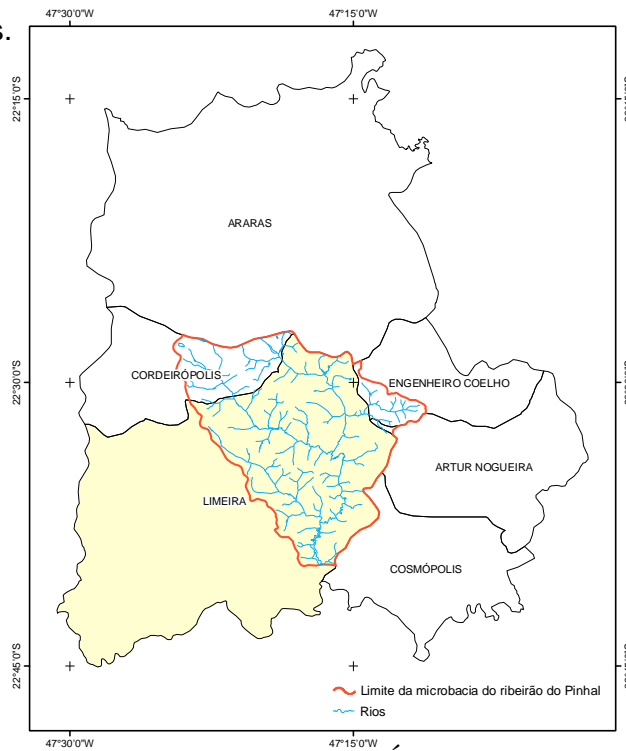 47°30'0"W 47°15'0"W
s.
22°15'0"S
ARARAS
CORDEIRÓPOLIS
ENGENHEIRO COELHO
22°30'0"S
ARTUR NOGUEIRA
LIMEIRA
COSMÓPOLIS
22°45'0"S
Limite da microbacia do ribeirão do Pinhal
Rios
47°30'0"W 47°15'0"W